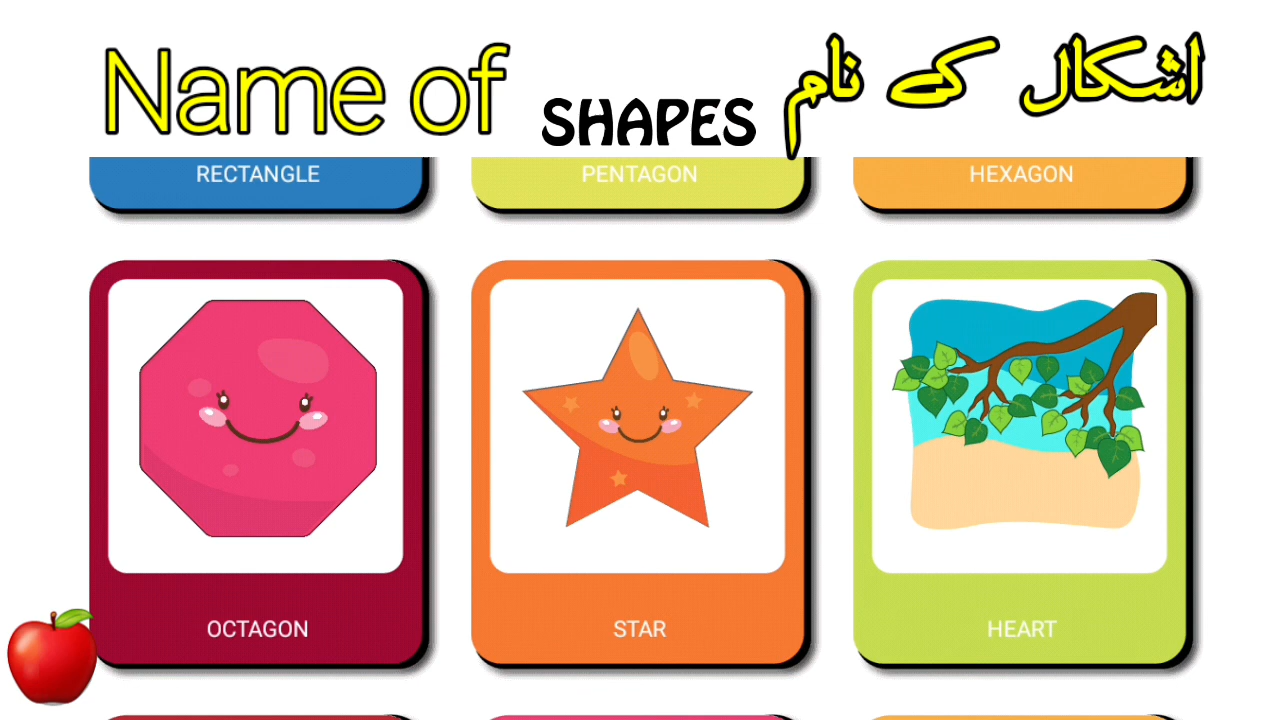 Name of SHAPES اشکال کے نام
RECTANGLE PENTAGON HEXAGON
OCTAGON STAR HEART